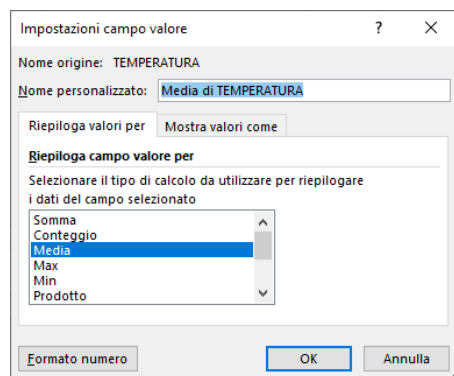 Impostazioni campo valore ? ×
Nome origine: TEMPERATURA
Nome personalizzato: Media di TEMPERATURA
Riepiloga valori per Mostra valori come
Riepiloga campo valore per
Selezionare il tipo di calcolo da utilizzare per riepilogare
i dati del campo selezionato
Somma
Conteggio
Media
Max
Min
Prodotto
Formato numero OK Annulla